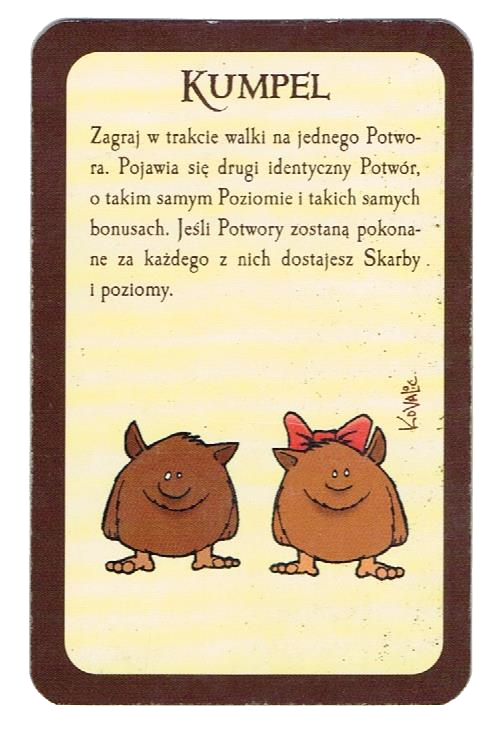 KUMPEL
Zagraj w trakcie walki na jednego Potwo-
ra. Pojawia się drugi identyczny Potwór,
o takim samym Poziomie i takich samych
bonusach. Jeśli Potwory zostaną pokona-
ne za każdego z nich dostajesz Skarby
i poziomy.
KOVALIC